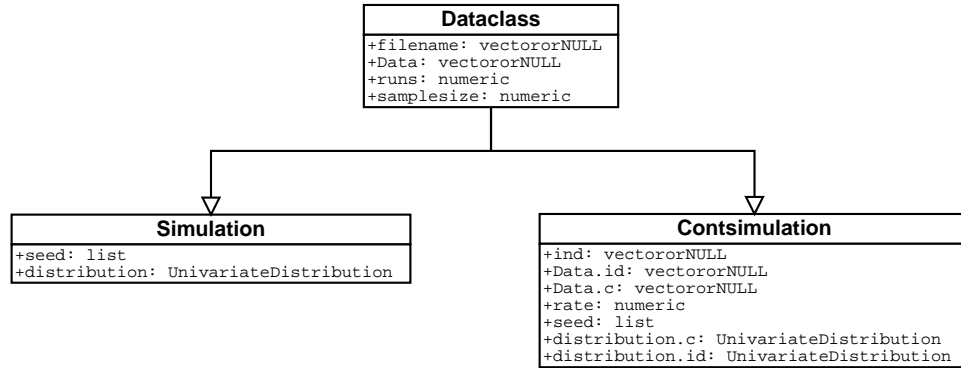 Dataclass
+filename: vectororNULL
+Data: vectororNULL
+runs: numeric
+samplesize: numeric
Simulation
+seed: list
+distribution: UnivariateDistribution
Contsimulation
+ind: vectororNULL
+Data.id: vectororNULL
+Data.c: vectororNULL
+rate: numeric
+seed: list
+distribution.c: UnivariateDistribution
+distribution.id: UnivariateDistribution